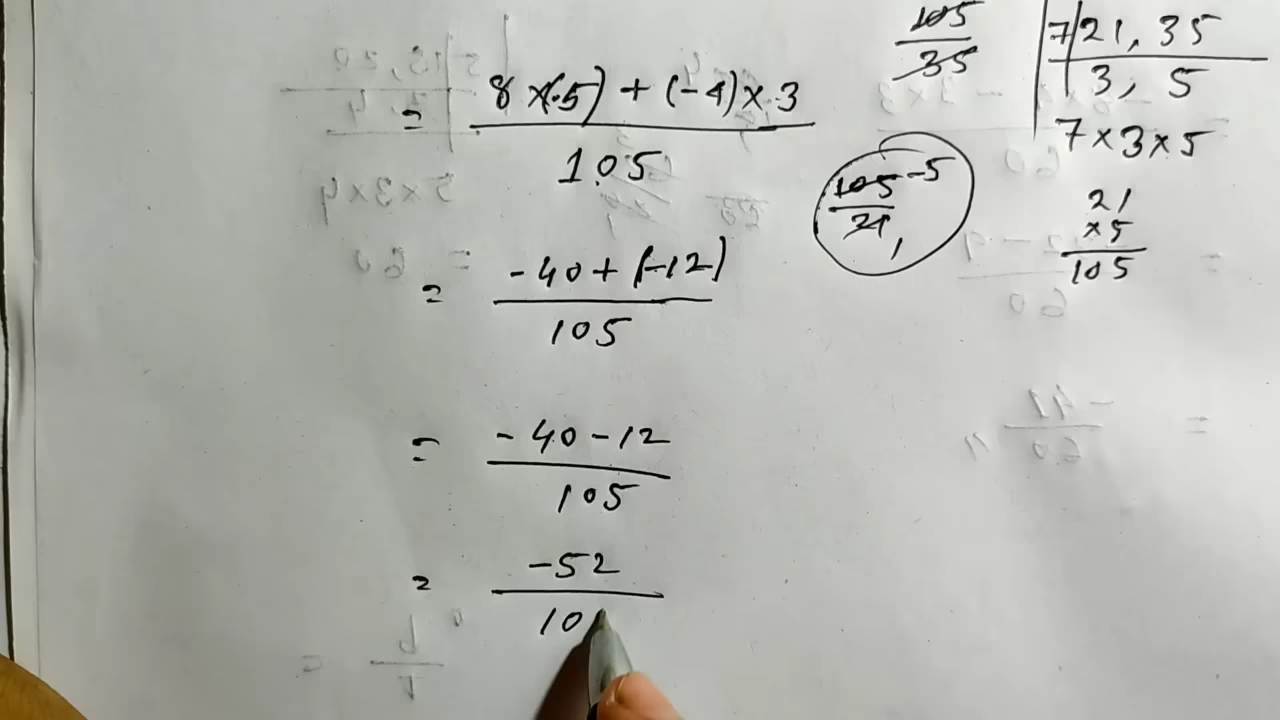 8 ×(-5) + (-4) × 3
=
105
= -40 + (-12)
105
= -40 - 12
105
= -52
10
105
35
7 21, 35
3, 5
7 × 3 × 5
105 -5
21 1
21
×5
105